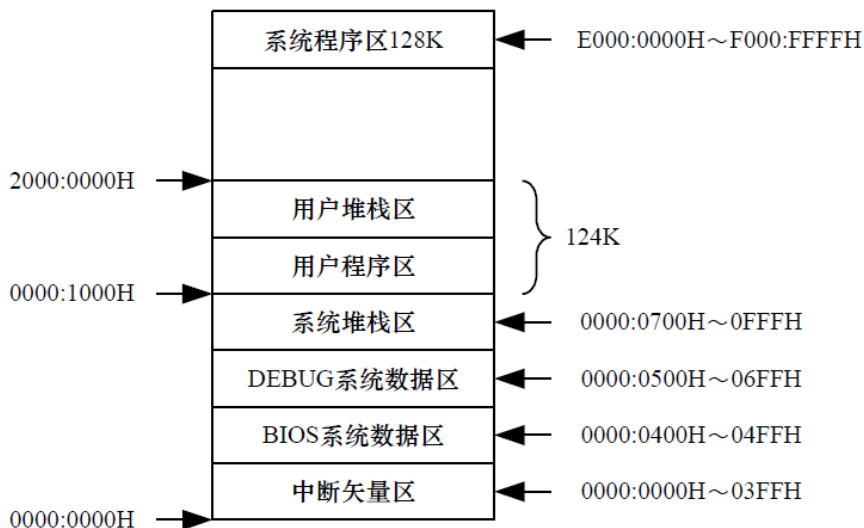 系统程序区128K
E000:0000H～F000:FFFFH
2000:0000H
用户堆栈区
124K
用户程序区
0000:1000H
系统堆栈区
0000:0700H～0FFFH
DEBUG系统数据区
0000:0500H～06FFH
BIOS系统数据区
0000:0400H～04FFH
中断矢量区
0000:0000H～03FFH
0000:0000H